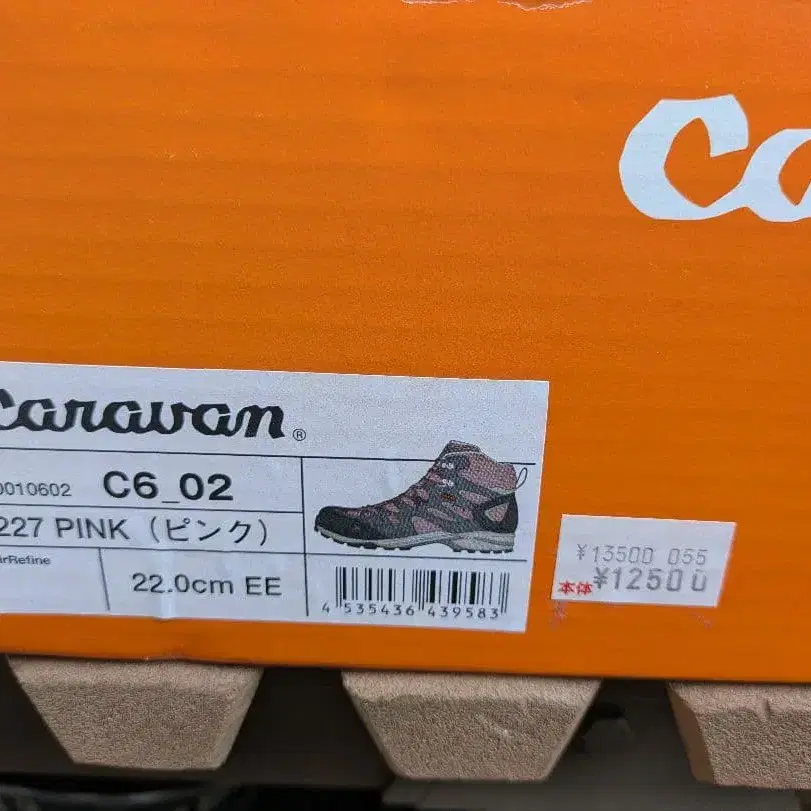 Ca
Caravan®
0010602 C6_02
227 PINK（ピンク）
irRefine
22.0cm EE
4 535436 439583
¥13500 055
本体 ¥12500